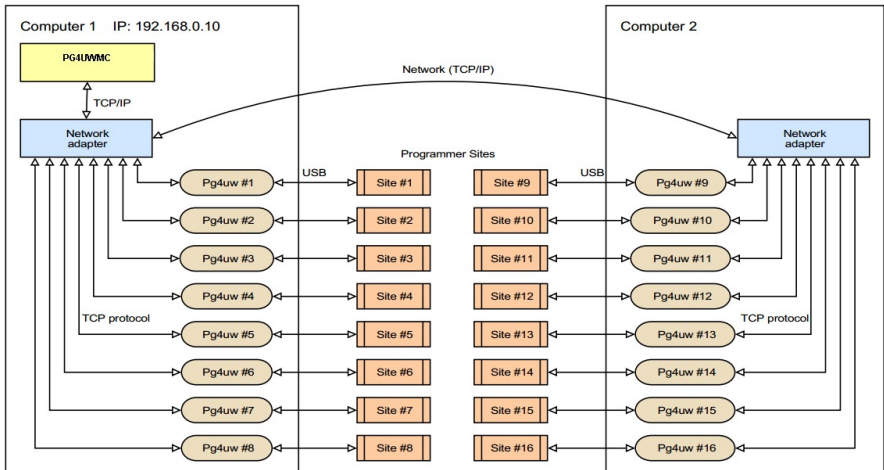 Computer 1 IP: 192.168.0.10
PG4UWMC
TCP/IP
Network
adapter
Network (TCP/IP)
Computer 2
Network
adapter
Programmer Sites
Pg4uw #1
USB
Site #1
Site #9
USB
Pg4uw #9
Pg4uw #2
Site #2
Site #10
Pg4uw #10
Pg4uw #3
Site #3
Site #11
Pg4uw #11
Pg4uw #4
Site #4
Site #12
Pg4uw #12
TCP protocol
Pg4uw #5
Site #5
Site #13
Pg4uw #13
TCP protocol
Pg4uw #6
Site #6
Site #14
Pg4uw #14
Pg4uw #7
Site #7
Site #15
Pg4uw #15
Pg4uw #8
Site #8
Site #16
Pg4uw #16